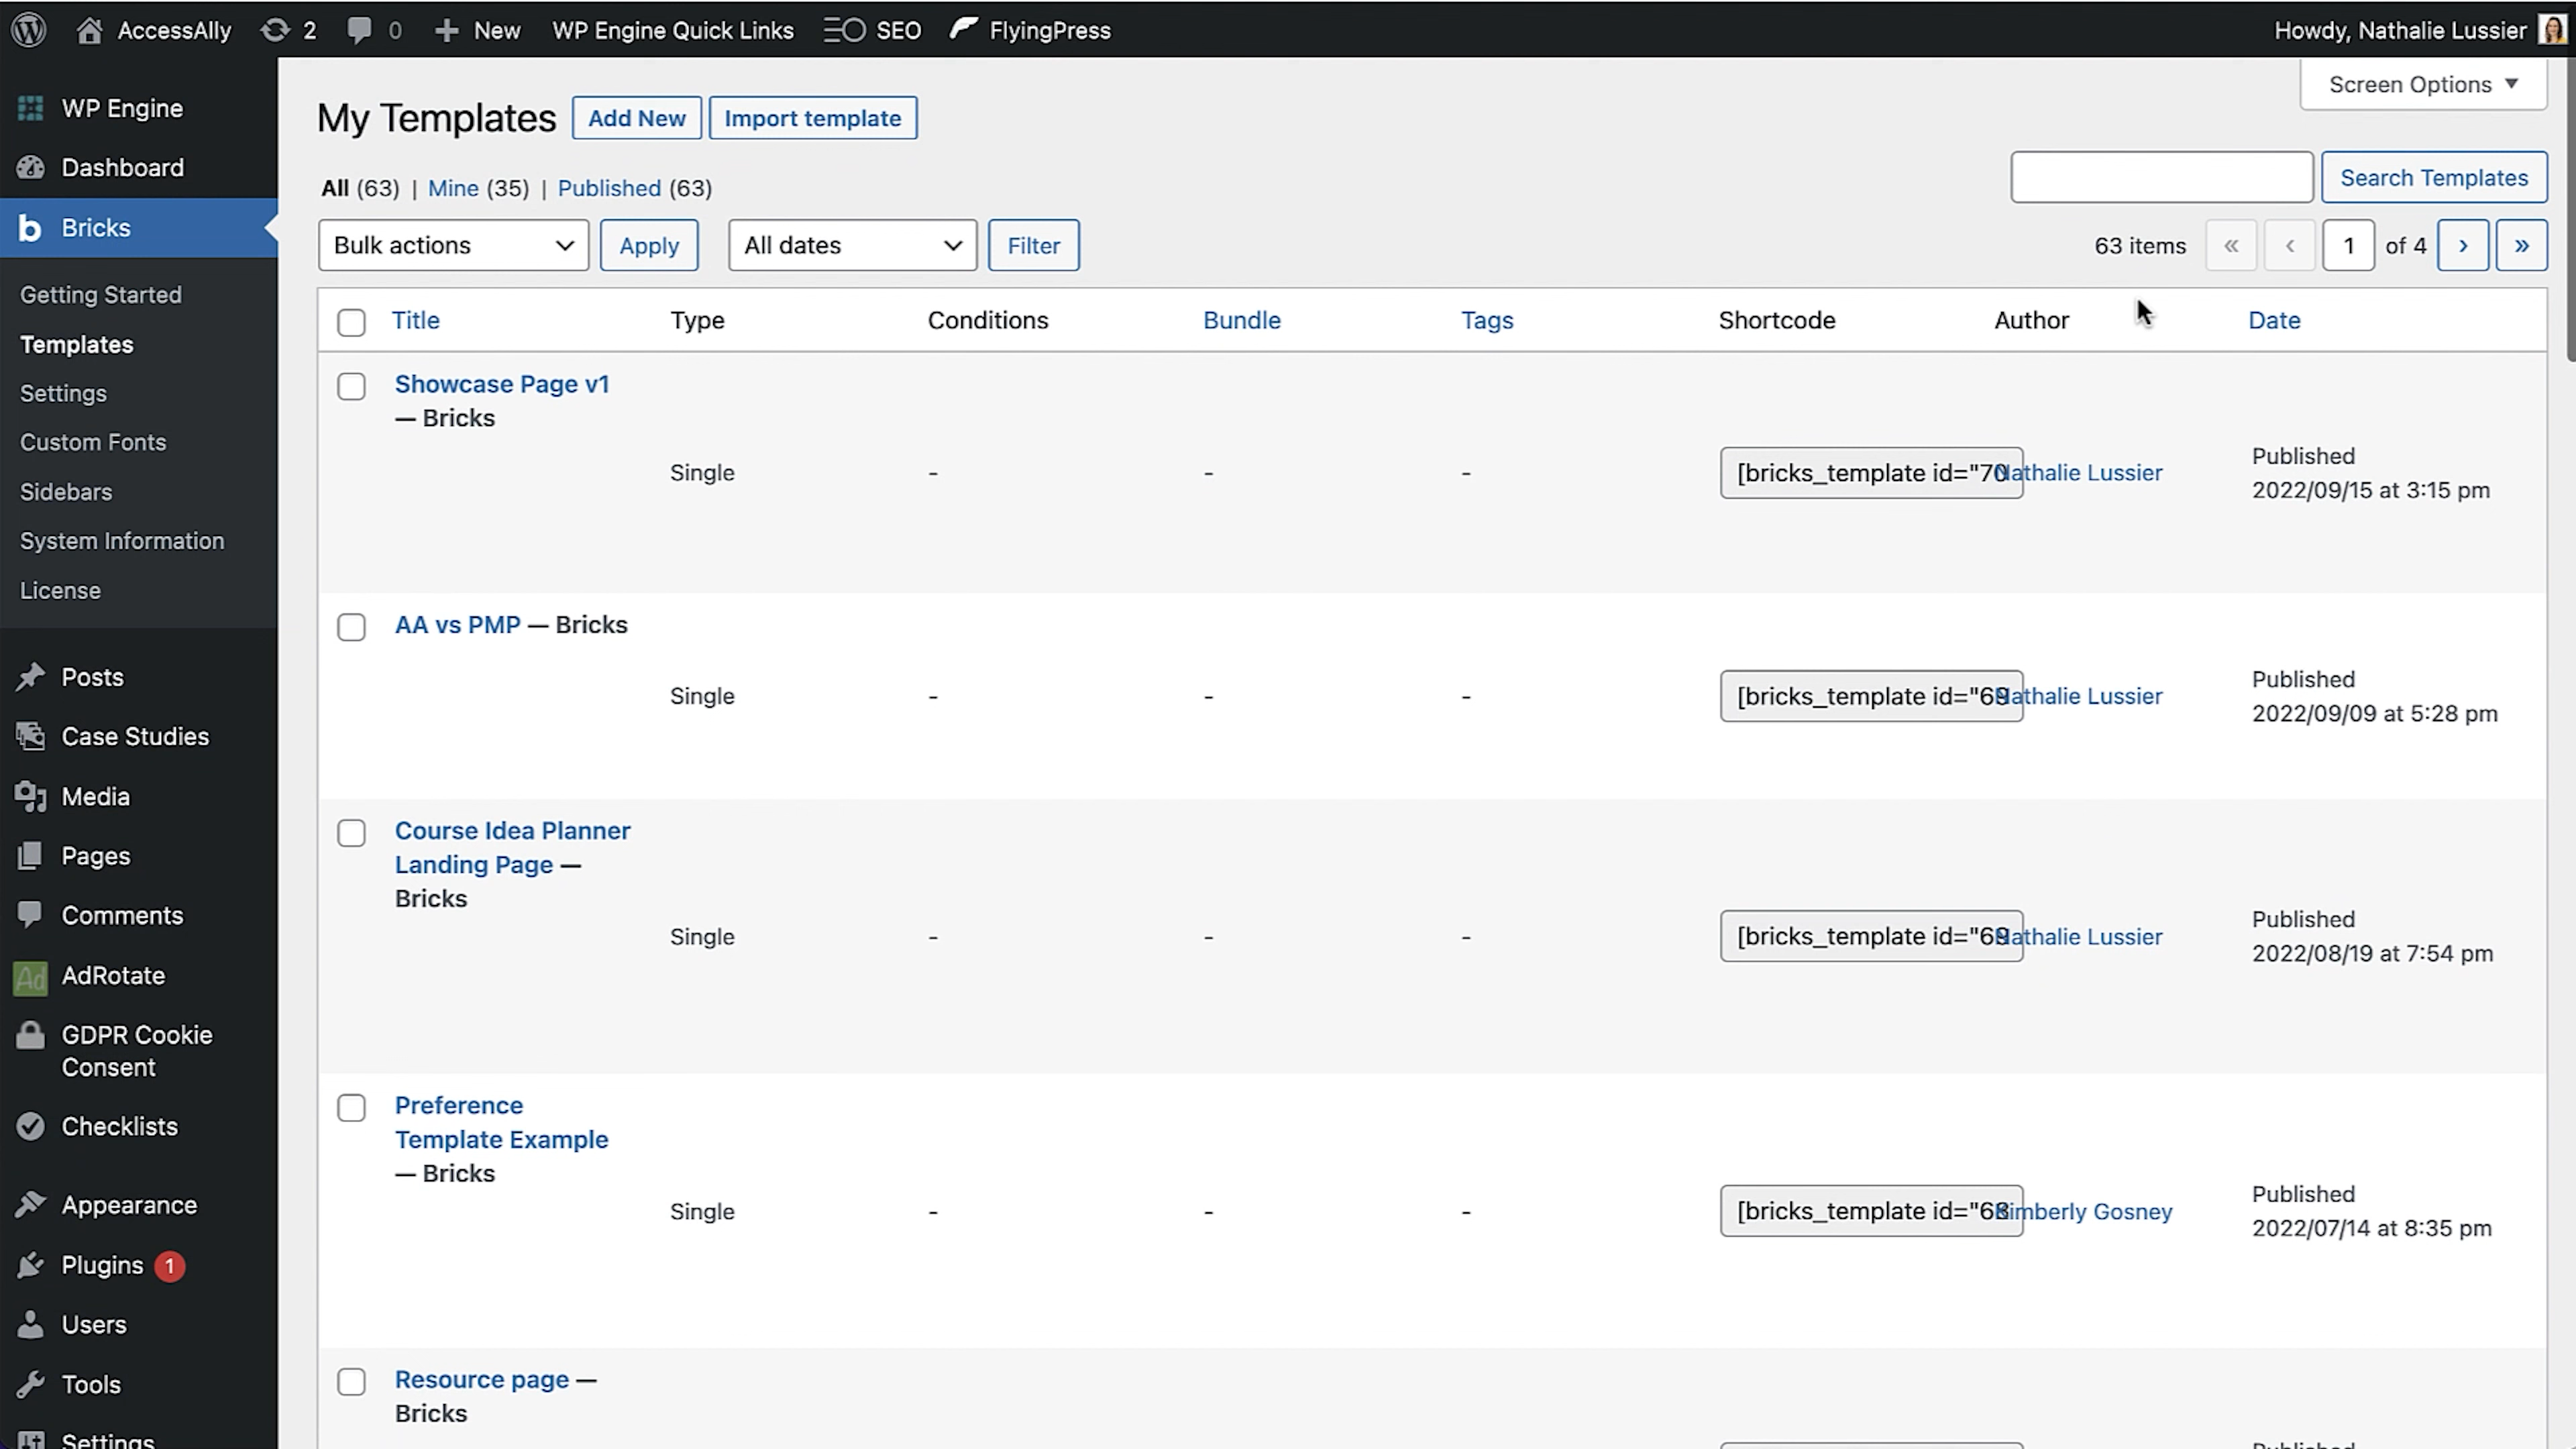 AccessAlly 2 0 New WP Engine Quick Links SEO FlyingPress Howdy, Nathalie Lussier
WP Engine
Dashboard
Bricks
Getting Started
Templates
Settings
Custom Fonts
Sidebars
System Information
License
Posts
Case Studies
Media
Pages
Comments
Ad AdRotate
GDPR Cookie
Consent
Checklists
Appearance
Plugins 1
Users
Tools
Settings
Screen Options
My Templates Add New Import template
All (63) | Mine (35) | Published (63)
Search Templates
Bulk actions Apply All dates Filter
63 items « ‹ 1 of 4 › »
Title Type Conditions Bundle Tags Shortcode Author Date
Showcase Page v1
— Bricks
Single - - - [bricks_template id="70 Nathalie Lussier
Published
2022/09/15 at 3:15 pm
AA vs PMP — Bricks
Single - - - [bricks_template id="69 Nathalie Lussier
Published
2022/09/09 at 5:28 pm
Course Idea Planner
Landing Page —
Bricks
Single - - - [bricks_template id="69 Nathalie Lussier
Published
2022/08/19 at 7:54 pm
Preference
Template Example
— Bricks
Single - - - [bricks_template id="68 Kimberly Gosney
Published
2022/07/14 at 8:35 pm
Resource page —
Bricks
Published